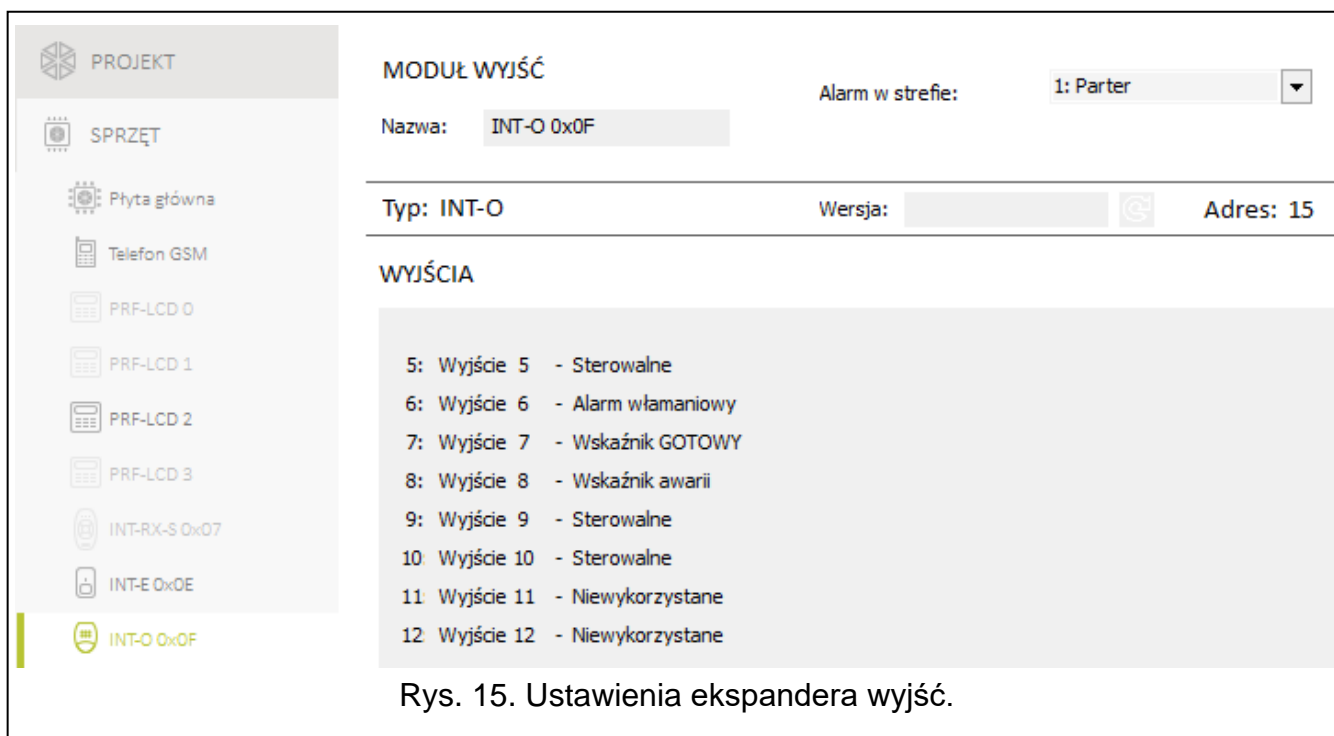 PROJEKT
SPRZĘT
Płyta główna
Telefon GSM
PRF-LCD 0
PRF-LCD 1
PRF-LCD 2
PRF-LCD 3
INT-RX-S 0x07
INT-E 0x0E
INT-O 0x0F
MODUŁ WYJŚĆ
Nazwa: INT-O 0x0F
Alarm w strefie: 1: Parter
Typ: INT-O Wersja: Adres: 15
WYJŚCIA
5: Wyjście 5 - Sterowalne
6: Wyjście 6 - Alarm włamaniowy
7: Wyjście 7 - Wskaźnik GOTOWY
8: Wyjście 8 - Wskaźnik awarii
9: Wyjście 9 - Sterowalne
10: Wyjście 10 - Sterowalne
11: Wyjście 11 - Niewykorzystane
12: Wyjście 12 - Niewykorzystane
Rys. 15. Ustawienia ekspandera wyjść.